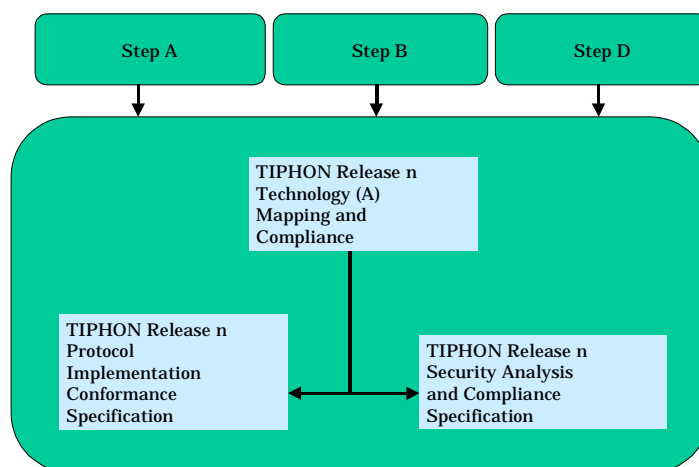 Step A
Step B
Step D
TIPHON Release n
Technology (A)
Mapping and
Compliance
TIPHON Release n
Protocol
Implementation
Conformance
Specification
TIPHON Release n
Security Analysis
and Compliance
Specification